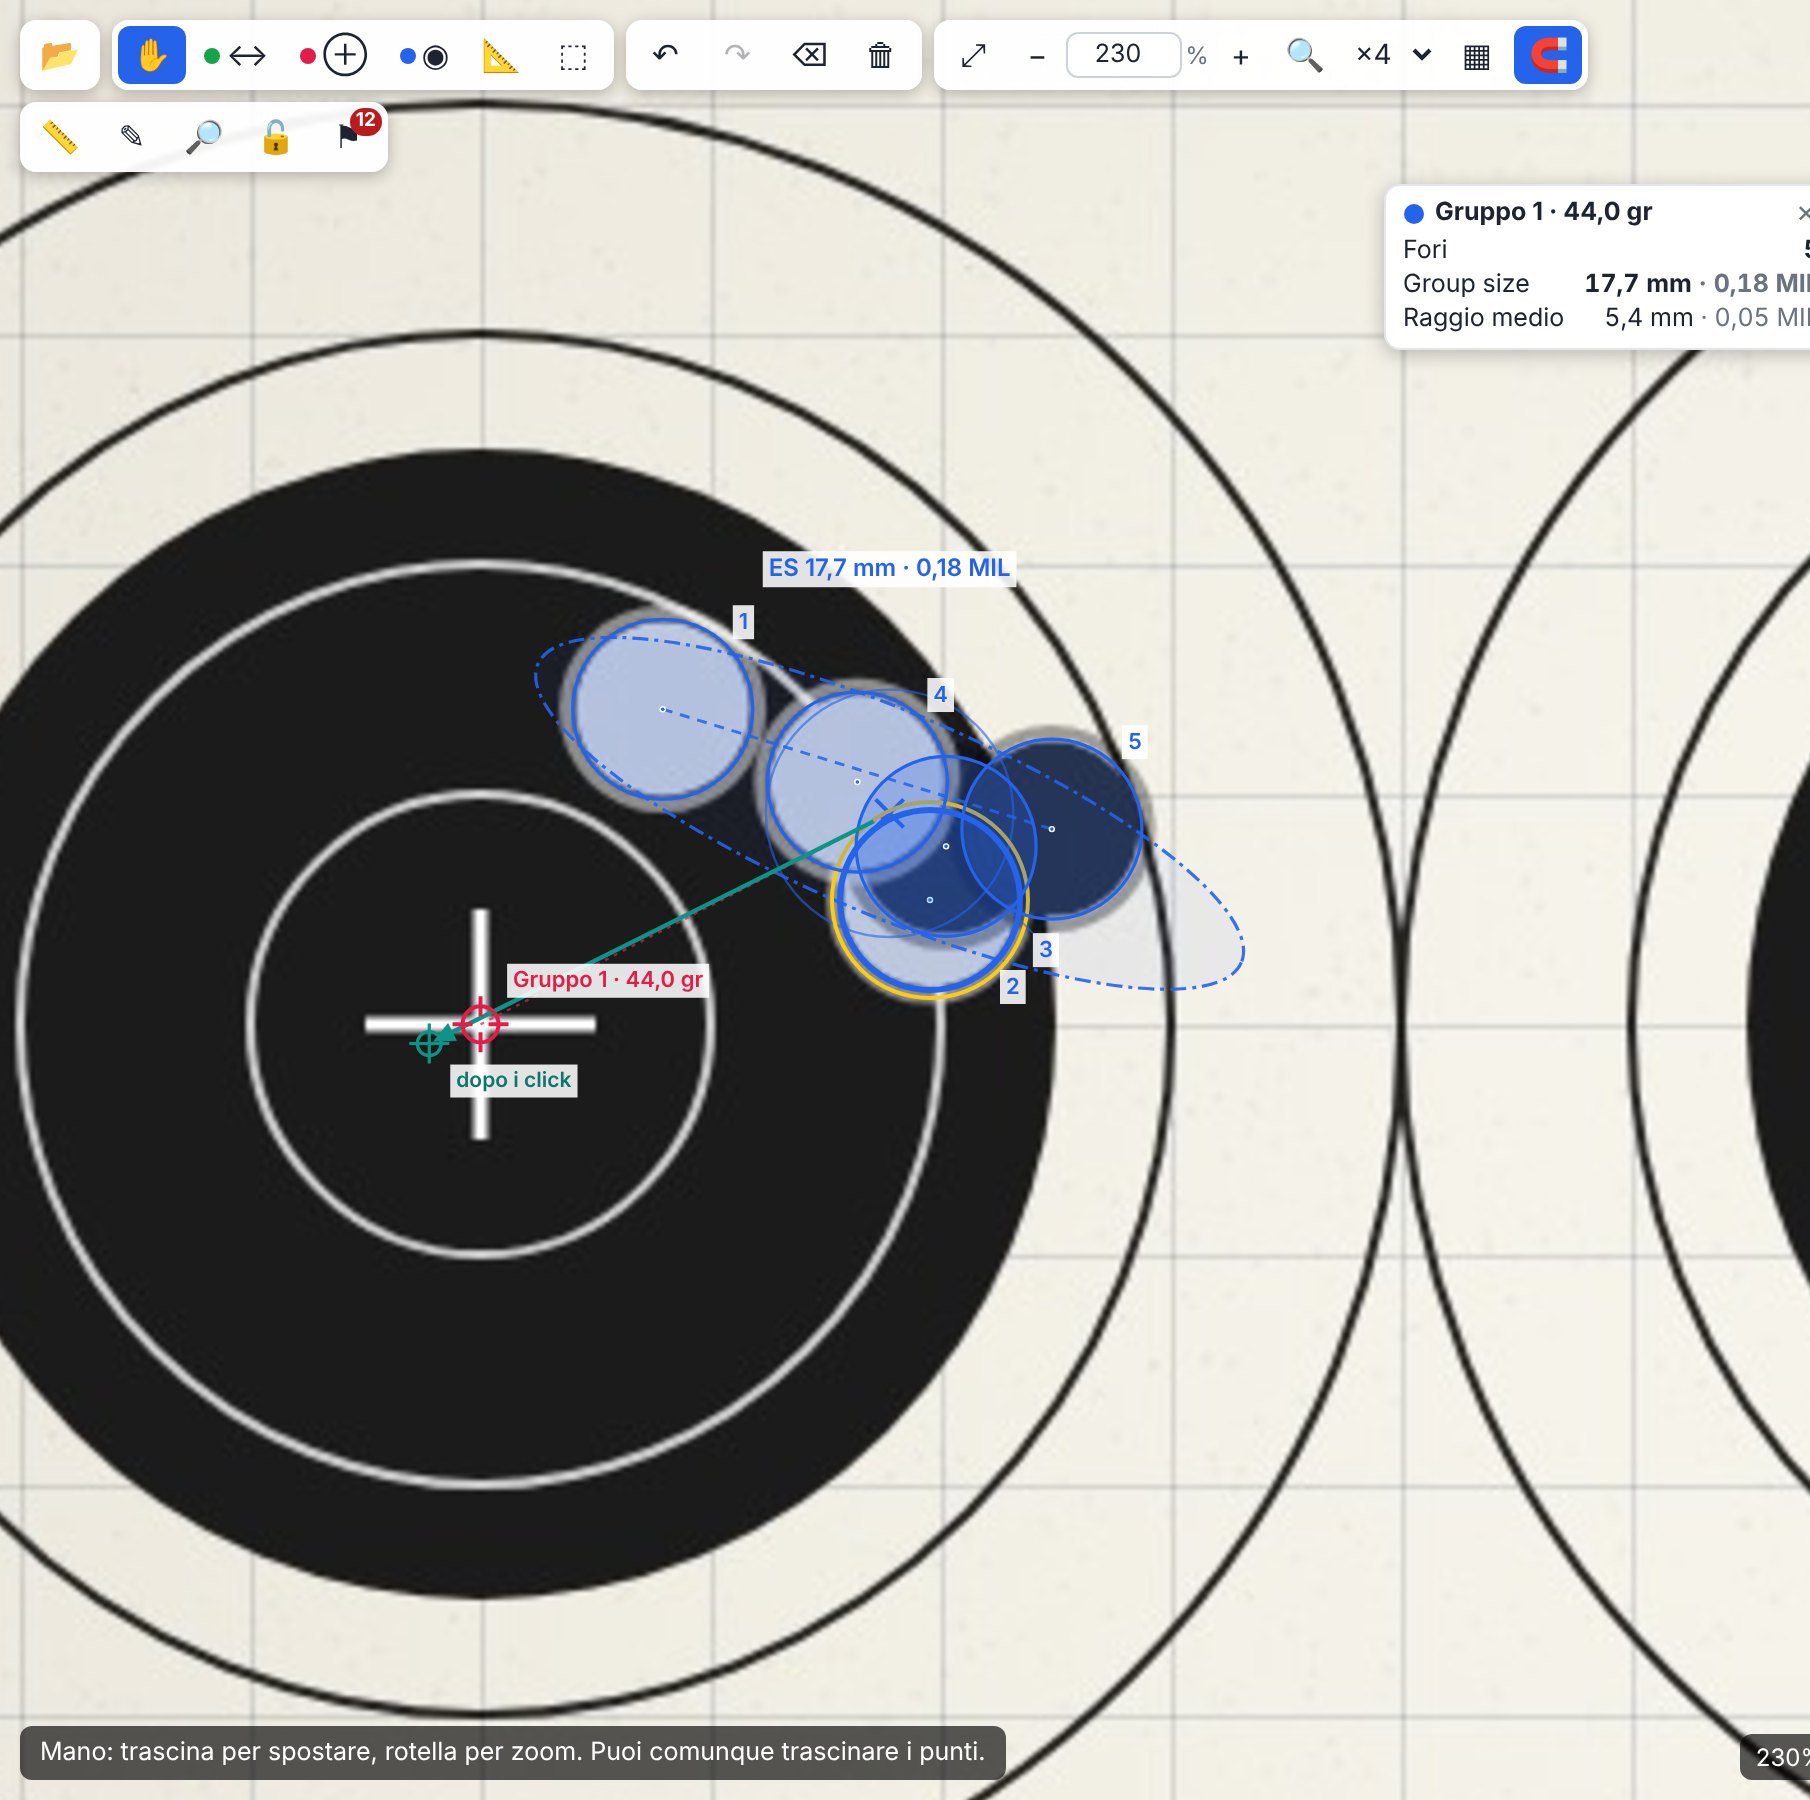 230 %
×4
12
Gruppo 1 · 44,0 gr
Fori
Group size 17,7 mm · 0,18
Raggio medio 5,4 mm · 0,05
ES 17,7 mm · 0,18 MIL
1
4
5
3
2
Gruppo 1 · 44,0 gr
dopo i click
Mano: trascina per spostare, rotella per zoom. Puoi comunque trascinare i punti.
230%